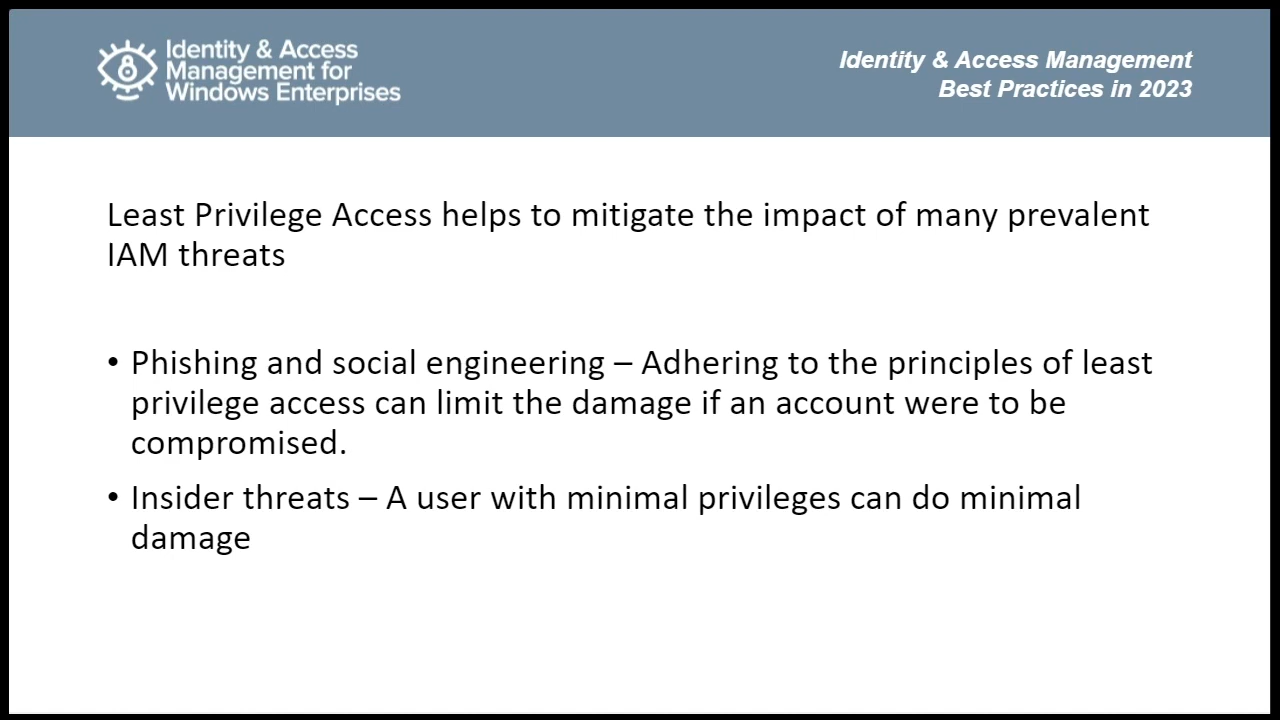 Identity & Access
Management for
Windows Enterprises
Identity & Access Management
Best Practices in 2023
Least Privilege Access helps to mitigate the impact of many prevalent
IAM threats
• Phishing and social engineering – Adhering to the principles of least
privilege access can limit the damage if an account were to be
compromised.
• Insider threats – A user with minimal privileges can do minimal
damage